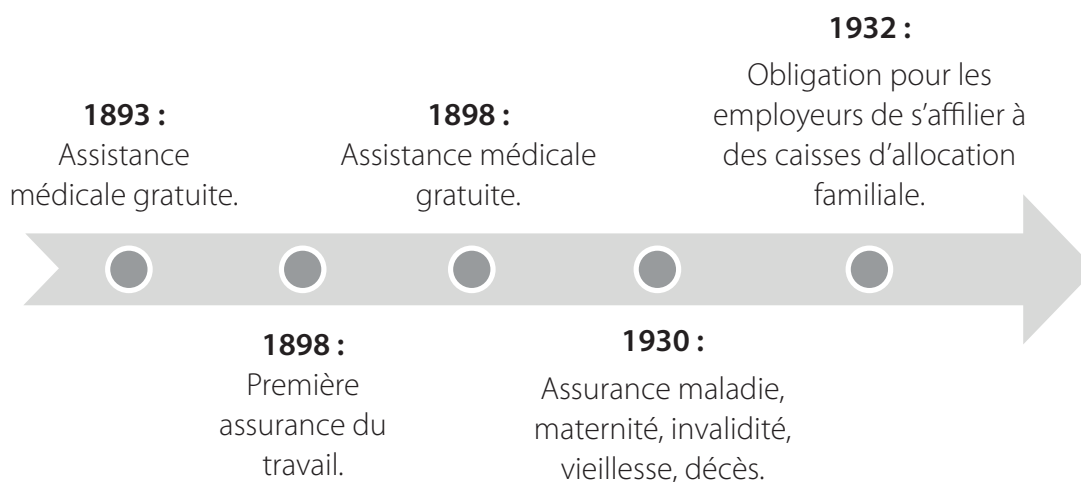 1893 :
Assistance
médicale gratuite.
1898 :
Première
assurance du
travail.
1898 :
Assistance médicale
gratuite.
1930 :
Assurance maladie,
maternité, invalidité,
vieillesse, décès.
1932 :
Obligation pour les
employeurs de s’affilier à
des caisses d’allocation
familiale.